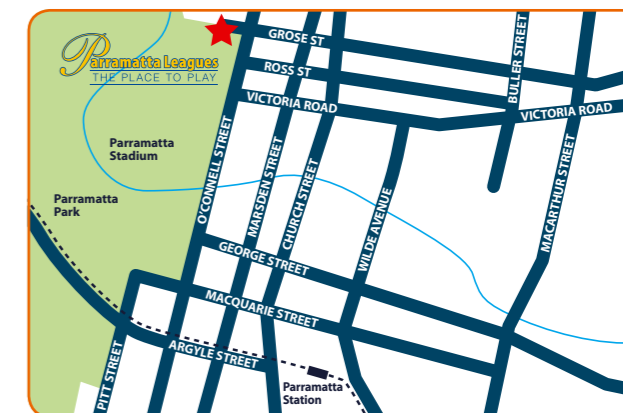 GROSE ST
Parramatta Leagues
THE PLACE TO PLAY
ROSS ST
BULLER STREET
VICTORIA ROAD
VICTORIA ROAD
Parramatta
Stadium
O'CONNELL STREET
MARSDEN STREET
CHURCH STREET
MACARTHUR STREET
WILDE AVENUE
Parramatta
Park
GEORGE STREET
MACQUARIE STREET
ARGYLE STREET
PITT STREET
Parramatta
Station